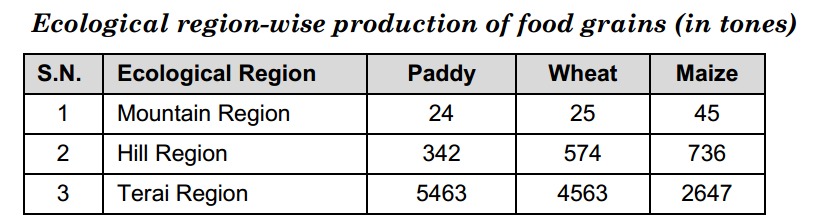 Ecological region-wise production of food grains (in tones)
S.N. Ecological Region Paddy Wheat Maize
1 Mountain Region 24 25 45
2 Hill Region 342 574 736
3 Terai Region 5463 4563 2647